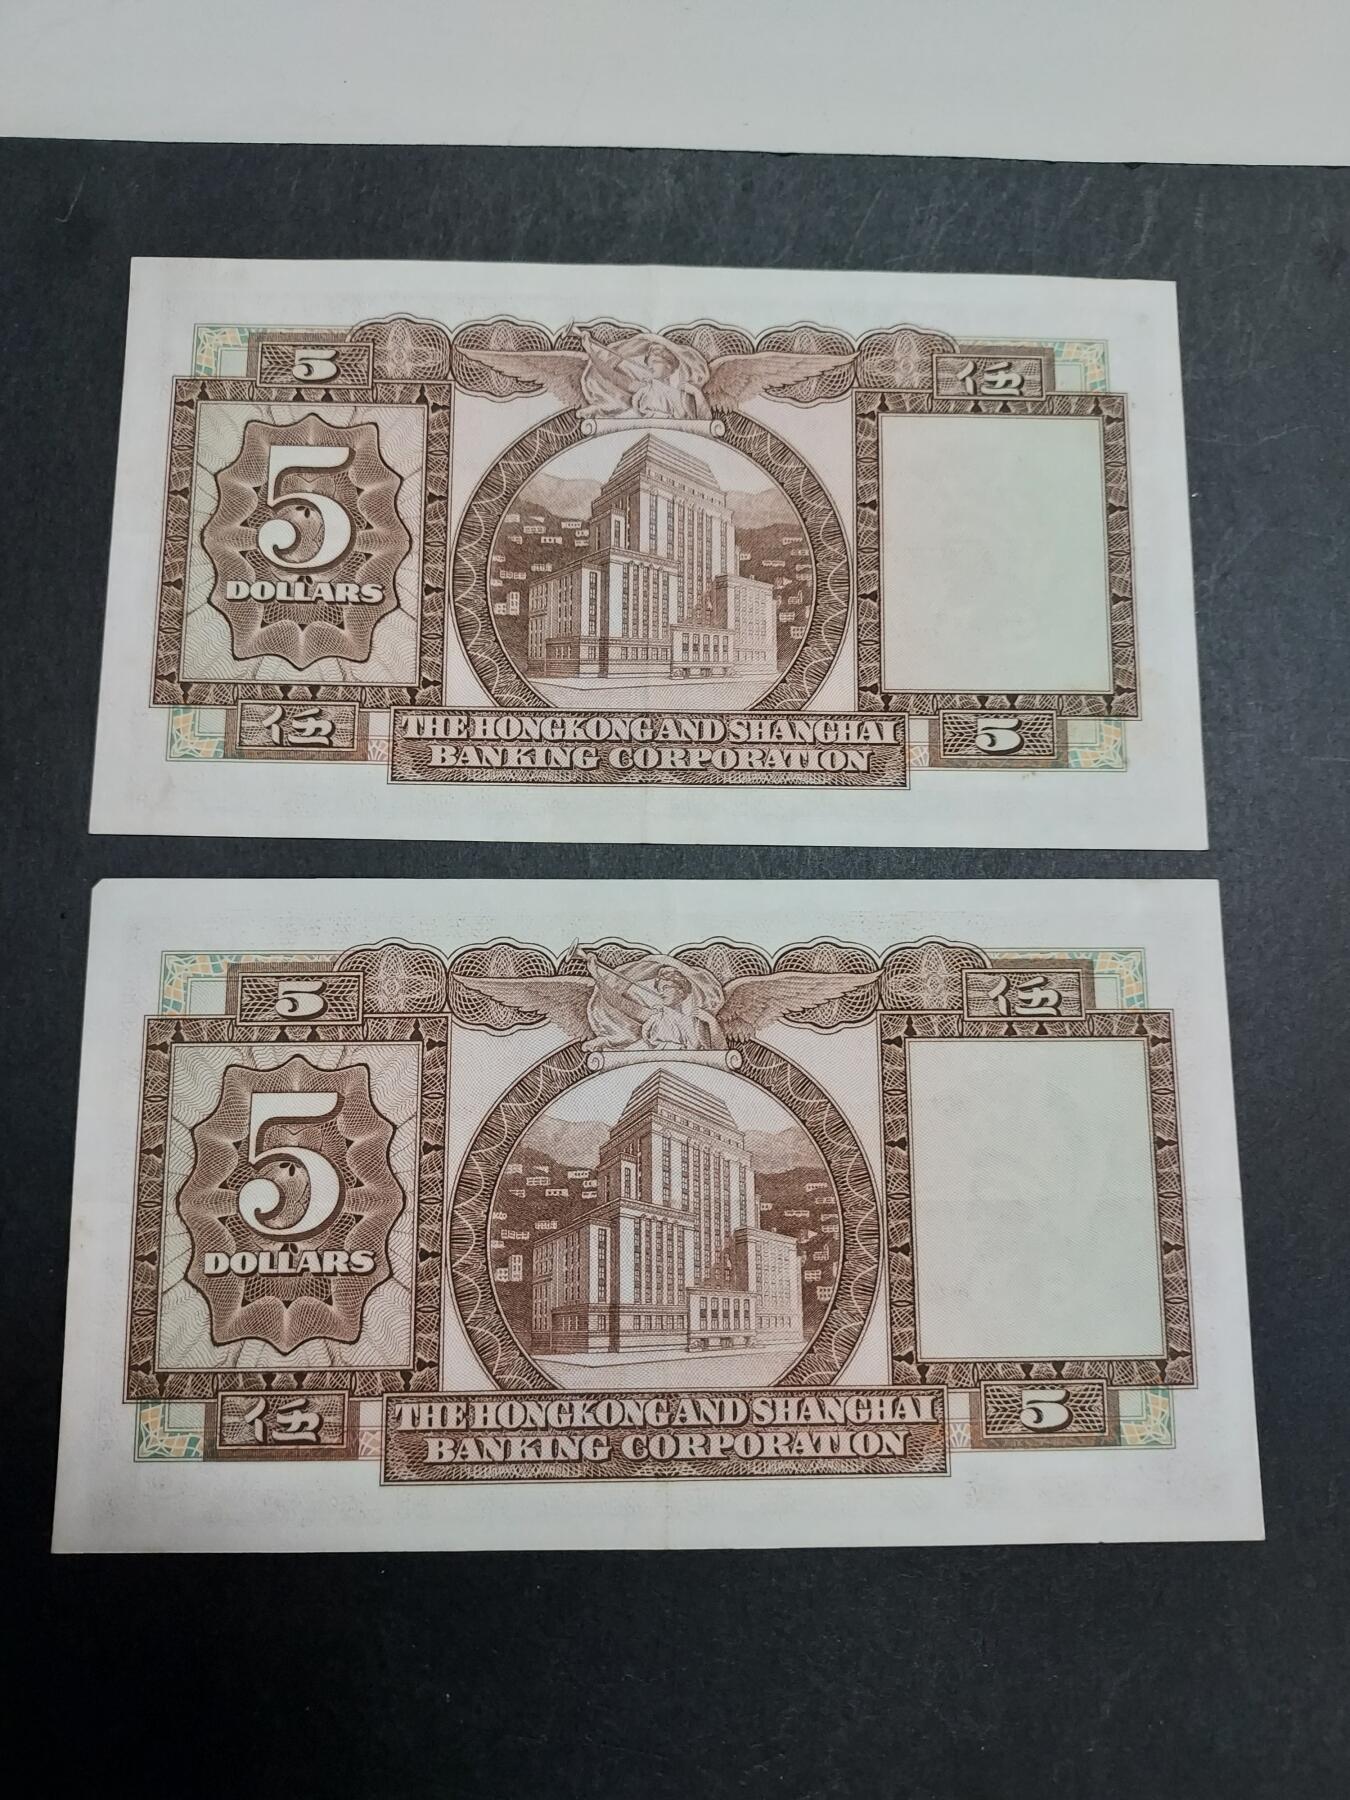 5
伍
5
DOLLARS
伍
THE HONGKONG AND SHANGHAI
BANKING CORPORATION
5
5
伍
5
DOLLARS
伍
THE HONGKONG AND SHANGHAI
BANKING CORPORATION
5